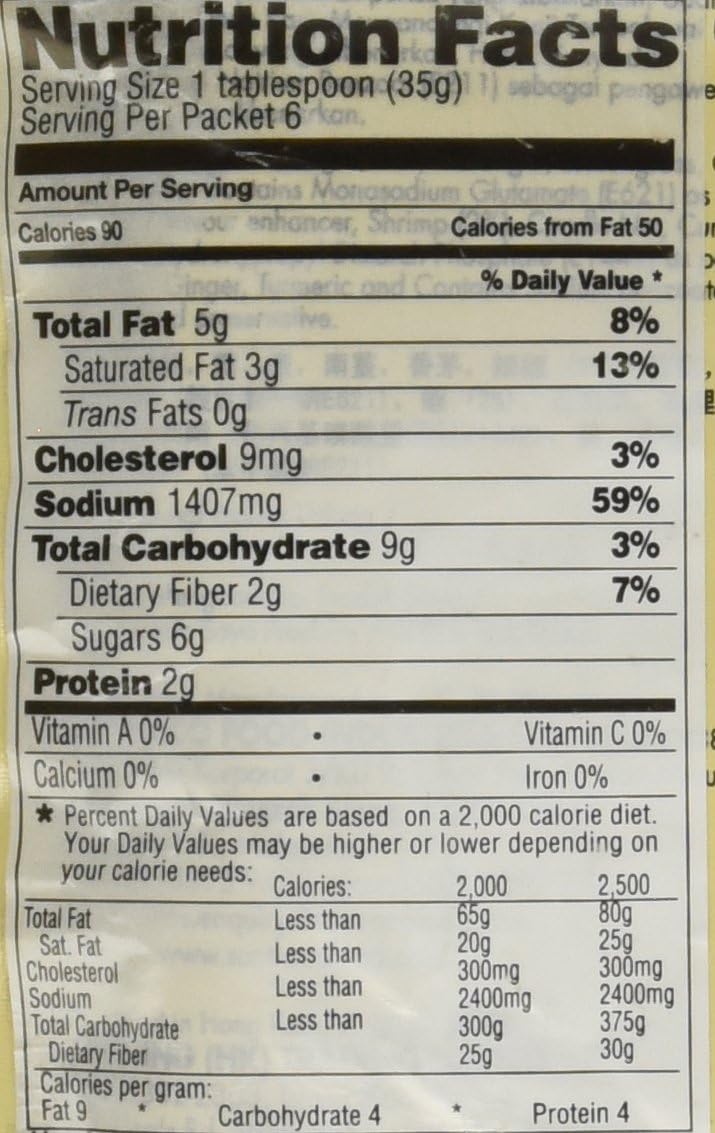 Nutrition Facts
Serving Size 1 tablespoon (35g)
Serving Per Packet 6
Amount Per Serving
Calories 90 Calories from Fat 50
% Daily Value *
Total Fat 5g 8%
Saturated Fat 3g 13%
Trans Fats 0g
Cholesterol 9mg 3%
Sodium 1407mg 59%
Total Carbohydrate 9g 3%
Dietary Fiber 2g 7%
Sugars 6g
Protein 2g
Vitamin A 0% • Vitamin C 0%
Calcium 0% • Iron 0%
* Percent Daily Values are based on a 2,000 calorie diet.
Your Daily Values may be higher or lower depending on
your calorie needs:
Calories: 2,000 2,500
Total Fat Less than 65g 80g
Sat. Fat Less than 20g 25g
Cholesterol Less than 300mg 300mg
Sodium Less than 2400mg 2400mg
Total Carbohydrate 300g 375g
Dietary Fiber 25g 30g
Calories per gram:
Fat 9 * Carbohydrate 4 * Protein 4